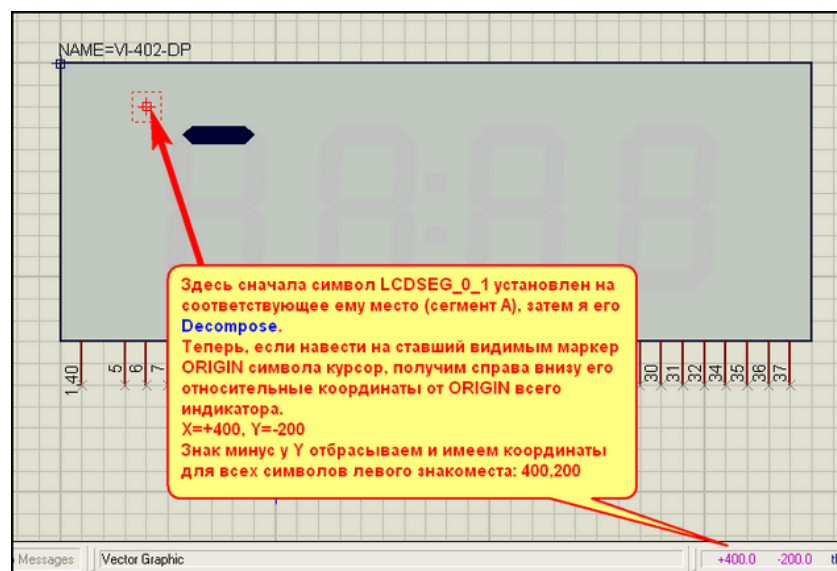 NAME=VI-402-DP
Здесь сначала символ LCDSEG_0_1 установлен на
соответствующее ему место (сегмент А), затем я его
Decompose.
Теперь, если навести на ставший видимым маркер
ORIGIN символа курсор, получим справа внизу его
относительные координаты от ORIGIN всего
индикатора.
X=+400, Y=-200
Знак минус у Y отбрасываем и имеем координаты
для всех символов левого знакоместа: 400,200
1,40 5 6 7 30 31 32 34 35 36 37
Messages Vector Graphic +400.0 -200.0 th